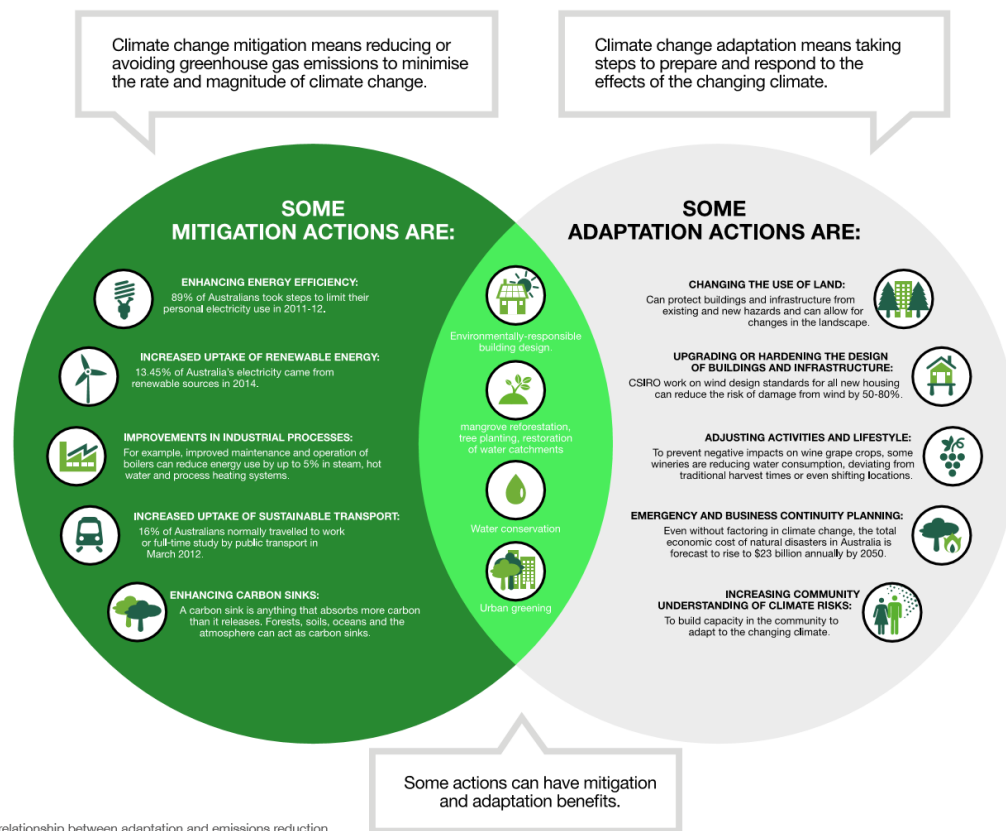 Climate change mitigation means reducing or
avoiding greenhouse gas emissions to minimise
the rate and magnitude of climate change.
Climate change adaptation means taking
steps to prepare and respond to the
effects of the changing climate.
SOME
MITIGATION ACTIONS ARE:
ENHANCING ENERGY EFFICIENCY:
89% of Australians took steps to limit their
personal electricity use in 2011-12.
INCREASED UPTAKE OF RENEWABLE ENERGY:
13.45% of Australia's electricity came from
renewable sources in 2014.
IMPROVEMENTS IN INDUSTRIAL PROCESSES:
For example, improved maintenance and operation of
boilers can reduce energy use by up to 5% in steam, hot
water and process heating systems.
INCREASED UPTAKE OF SUSTAINABLE TRANSPORT:
16% of Australians normally travelled to work
or full-time study by public transport in
March 2012.
ENHANCING CARBON SINKS:
A carbon sink is anything that absorbs more carbon
than it releases. Forests, soils, oceans and the
atmosphere can act as carbon sinks.
Environmentally-responsible
building design.
mangrove reforestation,
tree planting, restoration
of water catchments
Water conservation
Urban greening
SOME
ADAPTATION ACTIONS ARE:
CHANGING THE USE OF LAND:
Can protect buildings and infrastructure from
existing and new hazards and can allow for
changes in the landscape.
UPGRADING OR HARDENING THE DESIGN
OF BUILDINGS AND INFRASTRUCTURE:
CSIRO work on wind design standards for all new housing
can reduce the risk of damage from wind by 50-80%.
ADJUSTING ACTIVITIES AND LIFESTYLE:
To prevent negative impacts on wine grape crops, some
wineries are reducing water consumption, deviating from
traditional harvest times or even shifting locations.
EMERGENCY AND BUSINESS CONTINUITY PLANNING:
Even without factoring in climate change, the total
economic cost of natural disasters in Australia is
forecast to rise to $23 billion annually by 2050.
INCREASING COMMUNITY
UNDERSTANDING OF CLIMATE RISKS:
To build capacity in the community to
adapt to the changing climate.
Some actions can have mitigation
and adaptation benefits.
relationship between adaptation and emissions reduction